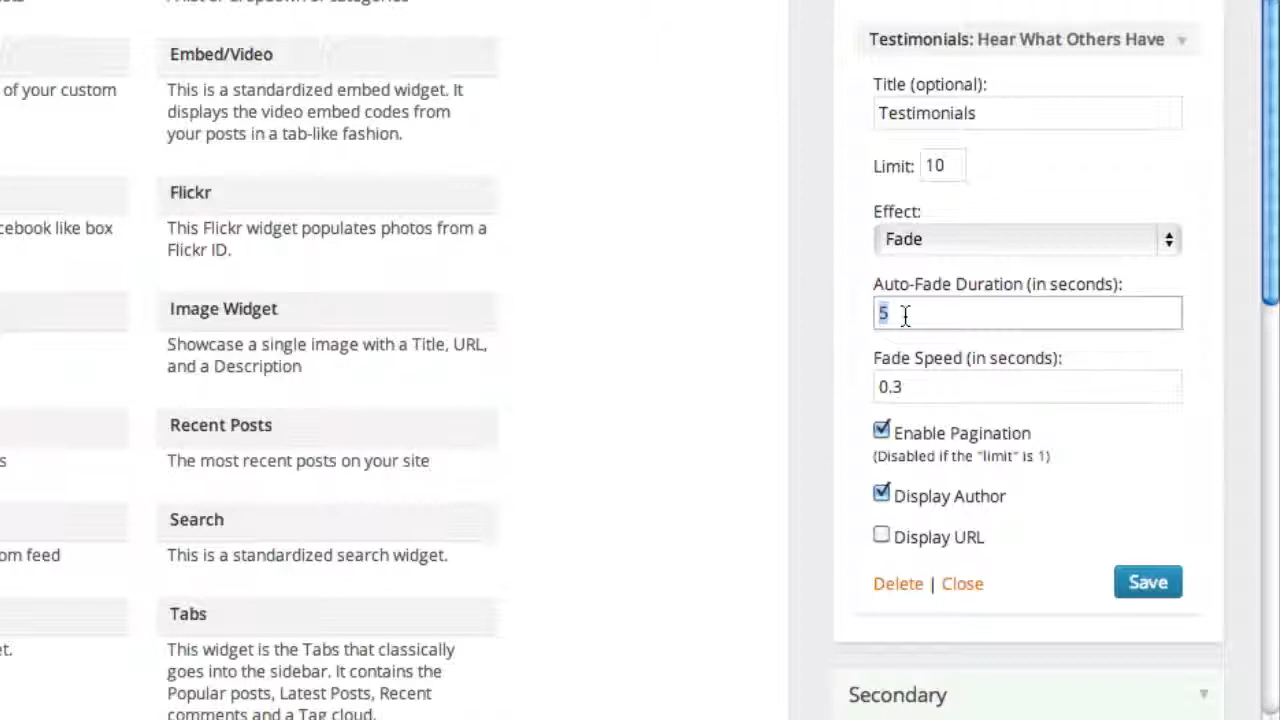 Embed/Video
of your custom
This is a standardized embed widget. It
displays the video embed codes from
your posts in a tab-like fashion.
Flickr
cebook like box
This Flickr widget populates photos from a
Flickr ID.
Image Widget
Showcase a single image with a Title, URL,
and a Description
Recent Posts
s
The most recent posts on your site
Search
om feed
This is a standardized search widget.
Tabs
et.
This widget is the Tabs that classically
goes into the sidebar. It contains the
Popular posts, Latest Posts, Recent
comments and a Tag cloud.
Testimonials: Hear What Others Have
Title (optional):
Testimonials
Limit: 10
Effect:
Fade
Auto-Fade Duration (in seconds):
5
Fade Speed (in seconds):
0.3
Enable Pagination
(Disabled if the "limit" is 1)
Display Author
Display URL
Delete | Close
Save
Secondary